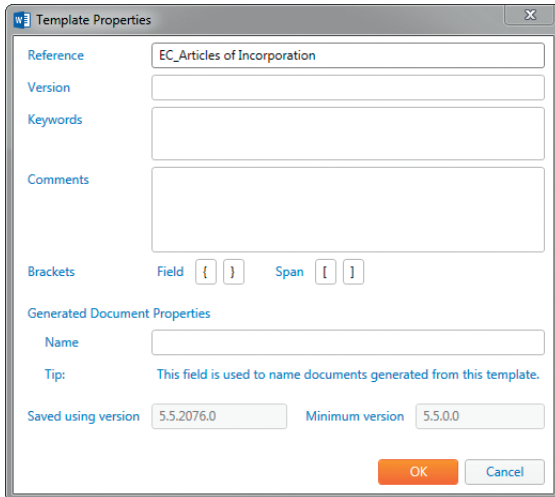 Template Properties
Reference EC_Articles of Incorporation
Version
Keywords
Comments
Brackets Field { } Span [ ]
Generated Document Properties
Name
Tip: This field is used to name documents generated from this template.
Saved using version 5.5.2076.0 Minimum version 5.5.0.0
OK Cancel